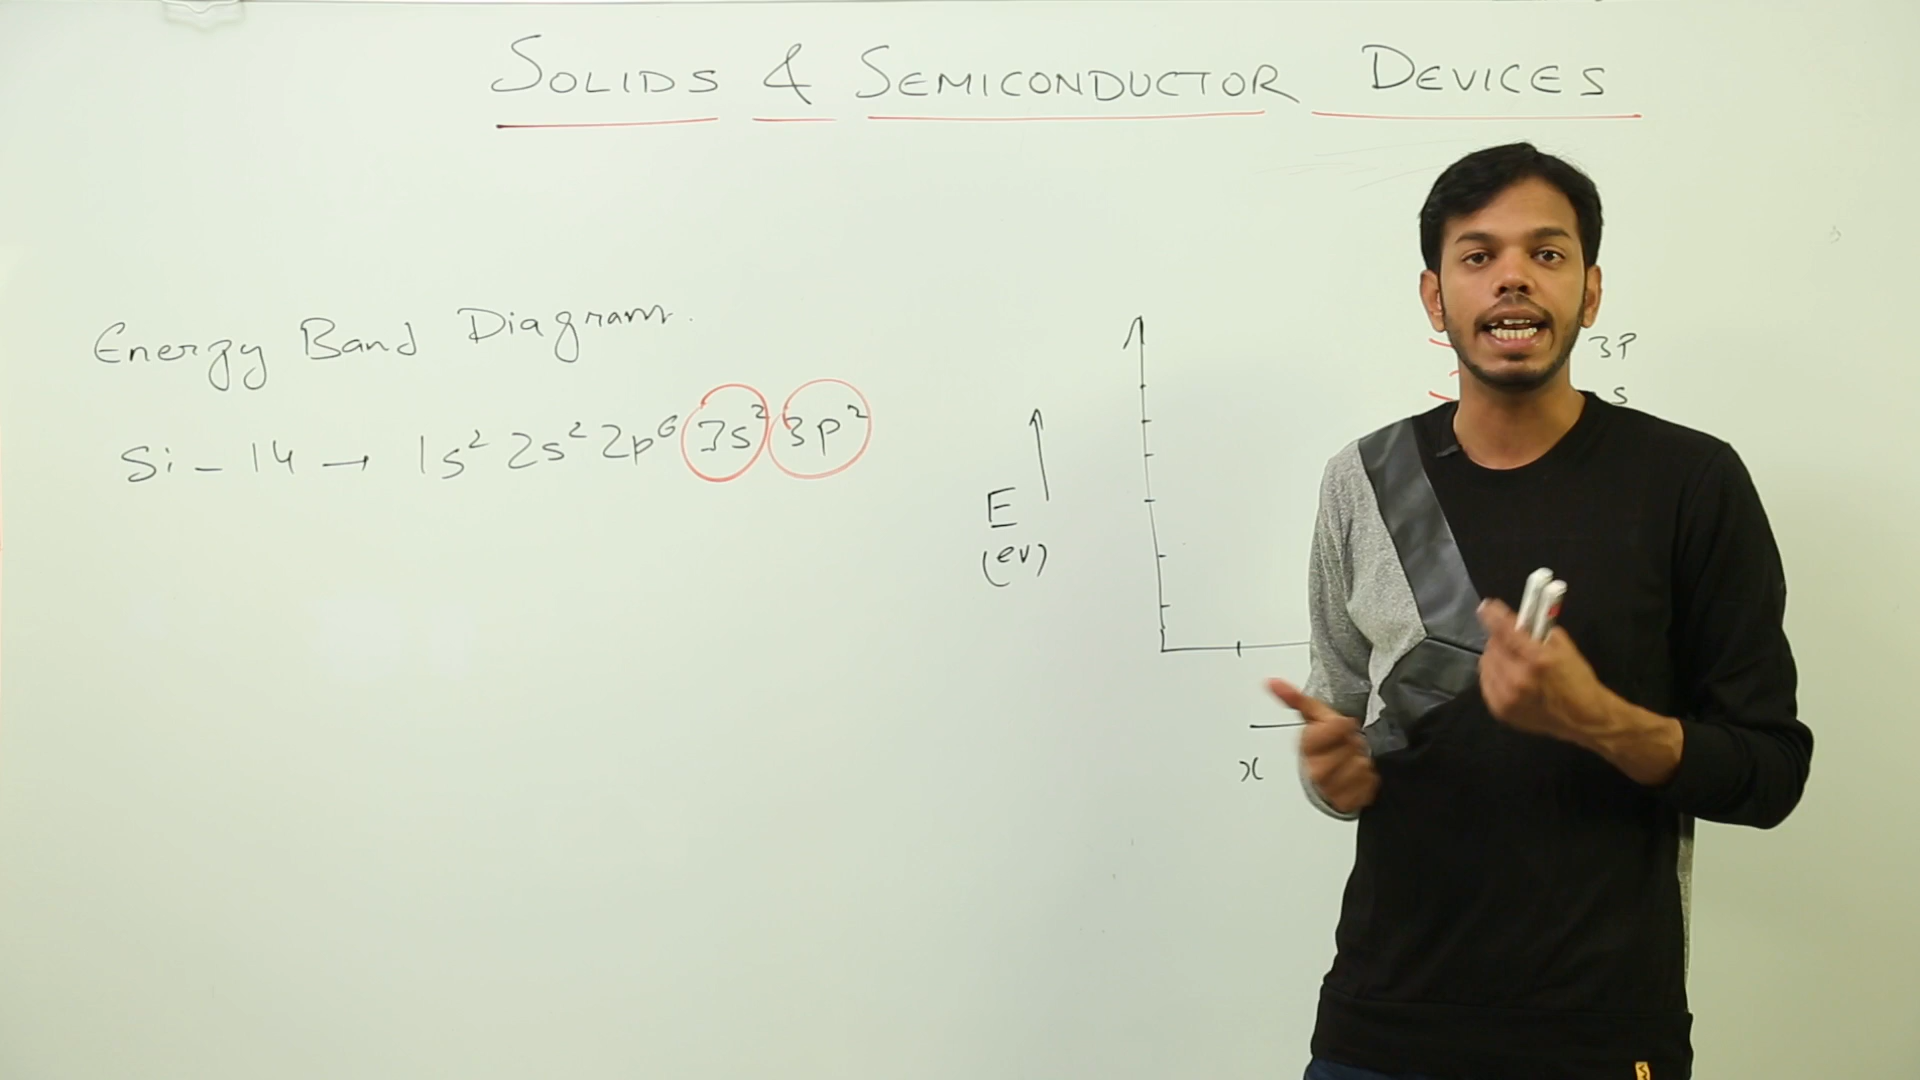 SOLIDS & SEMICONDUCTOR DEVICES
Energy Band Diagram.
Si - 14 → 1s² 2s² 2p⁶ 3s² 3p²
E
(ev)
3P
S
x